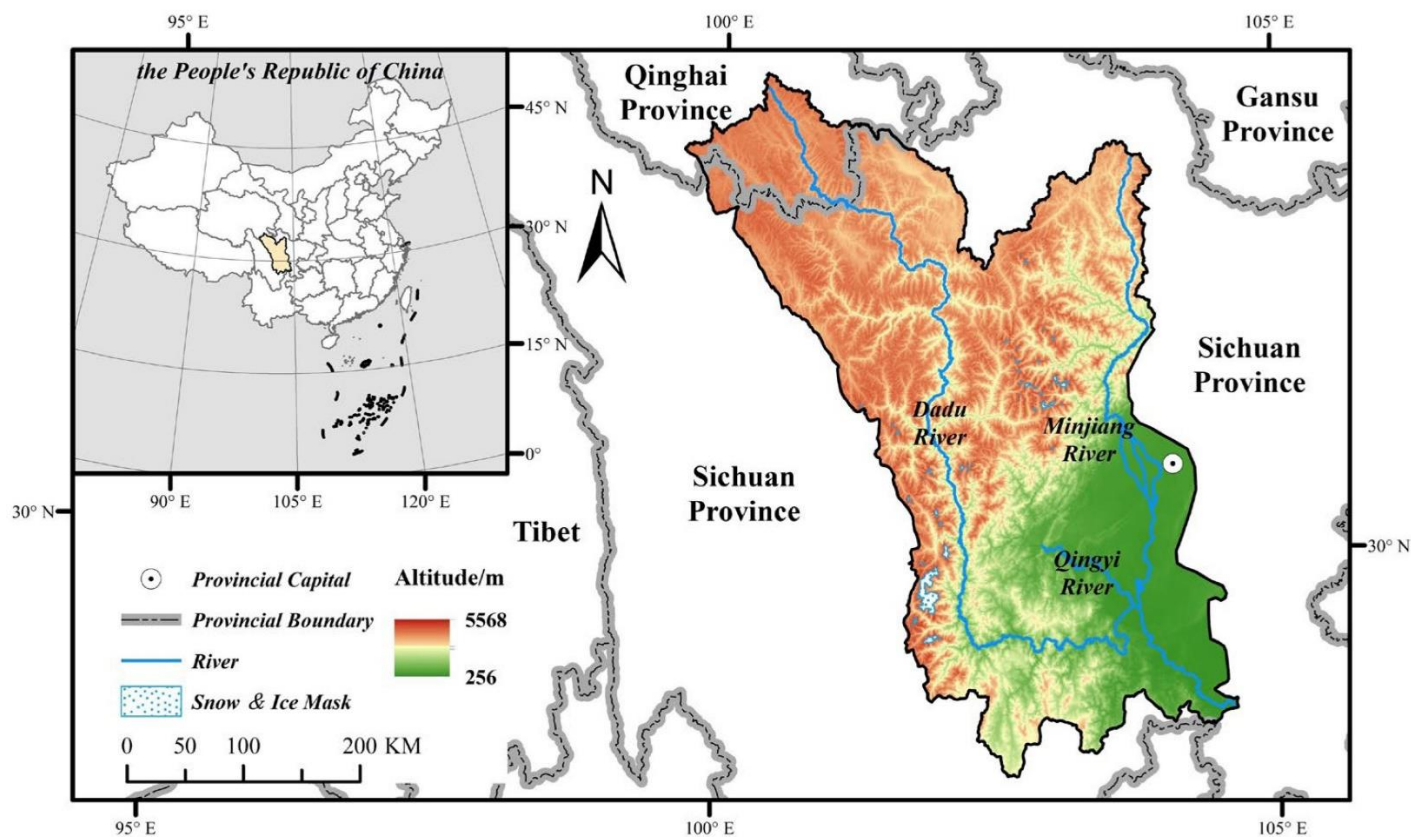 95° E
100° E
105° E
the People's Republic of China
45° N
30° N
15° N
0°
90° E
105° E
120° E
Qinghai
Province
Gansu
Province
N
Sichuan
Province
Dadu
River
Minjiang
River
Sichuan
Province
Tibet
Qingyi
River
30° N
30° N
Provincial Capital
Provincial Boundary
River
Snow & Ice Mask
Altitude/m
5568
256
0 50 100 200 KM
95° E
100° E
105° E